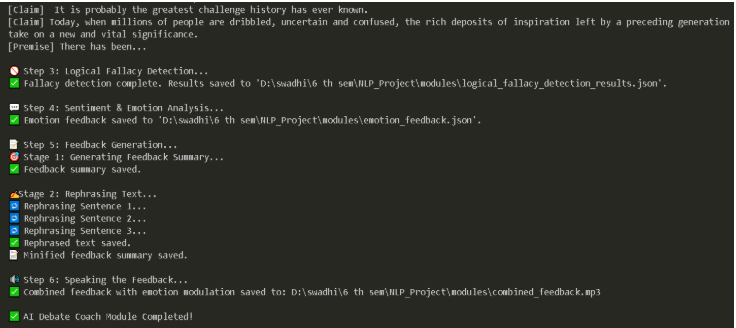 [Claim]  It is probably the greatest challenge history has ever known.
[Claim] Today, when millions of people are dribbled, uncertain and confused, the rich deposits of inspiration left by a preceding generation
take on a new and vital significance.
[Premise] There has been...
🚫 Step 3: Logical Fallacy Detection...
✅ Fallacy detection complete. Results saved to 'D:\swadhi\6 th sem\NLP_Project\modules\logical_fallacy_detection_results.json'.
💬 Step 4: Sentiment & Emotion Analysis...
✅ Emotion feedback saved to 'D:\swadhi\6 th sem\NLP_Project\modules\emotion_feedback.json'.
📄 Step 5: Feedback Generation...
🎯 Stage 1: Generating Feedback Summary...
✅ Feedback summary saved.
✍️Stage 2: Rephrasing Text...
🔁 Rephrasing Sentence 1...
🔁 Rephrasing Sentence 2...
🔁 Rephrasing Sentence 3...
✅ Rephrased text saved.
📄 Minified feedback summary saved.
🔊 Step 6: Speaking the Feedback...
✅ Combined feedback with emotion modulation saved to: D:\swadhi\6 th sem\NLP_Project\modules\combined_feedback.mp3
✅ AI Debate Coach Module Completed!